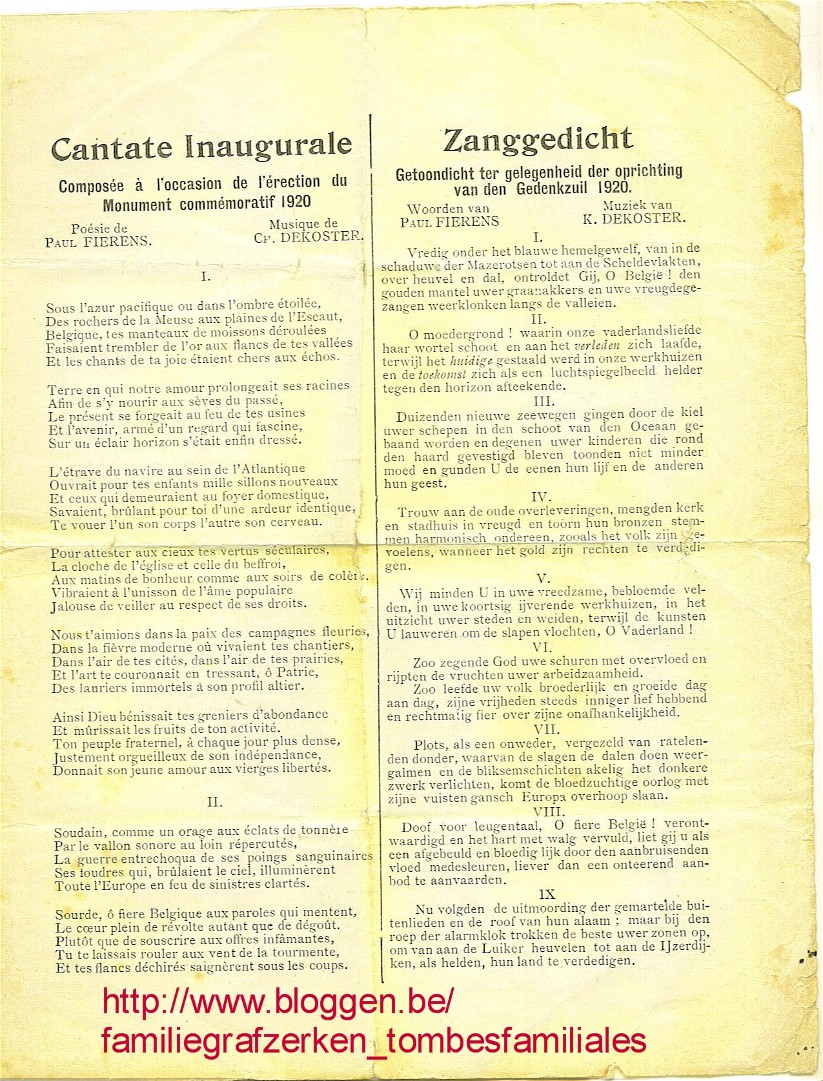 Cantate Inaugurale
Composée à l'occasion de l'érection du
Monument commémoratif 1920
Poésie de
PAUL FIERENS.
Musique de
CH. DEKOSTER.
I.
Sous l'azur pacifique ou dans l'ombre étoilée,
Des rochers de la Meuse aux plaines de l'Escaut,
Belgique, tes manteaux de moissons déroulées
Faisaient trembler de l'or aux flancs de tes vallées
Et les chants de ta joie étaient chers aux échos.
Terre en qui notre amour prolongeait ses racines
Afin de s'y nourir aux sèves du passé,
Le présent se forgeait au feu de tes usines
Et l'avenir, armé d'un regard qui fascine,
Sur un éclair horizon s'était enfin dressé.
L'étrave du navire au sein de l'Atlantique
Ouvrait pour tes enfants mille sillons nouveaux
Et ceux qui demeuraient au foyer domestique,
Savaient, brûlant pour toi d'une ardeur identique,
Te vouer l'un son corps l'autre son cerveau.
Pour attester aux cieux tes vertus séculaires,
La cloche de l'église et celle du beffroi,
Aux matins de bonheur comme aux soirs de colère.
Vibraient à l'unisson de l'âme populaire
Jalouse de veiller au respect de ses droits.
Nous t'aimions dans la paix des campagnes fleuries,
Dans la fièvre moderne où vivaient tes chantiers,
Dans l'air de tes cités, dans l'air de tes prairies,
Et l'art te couronnait en tressant, ô Patrie,
Des lauriers immortels à son profil altier.
Ainsi Dieu bénissait tes greniers d'abondance
Et mûrissait les fruits de ton activité.
Ton peuple fraternel, à chaque jour plus dense,
Justement orgueilleux de son indépendance,
Donnait son jeune amour aux vierges libertés.
II.
Soudain, comme un orage aux éclats de tonnère
Par le vallon sonore au loin répercutés,
La guerre entrechoqua de ses poings sanguinaires
Ses foudres qui, brûlaient le ciel, illuminèrent
Toute l'Europe en feu de sinistres clartés.
Sourde, ô fiere Belgique aux paroles qui mentent,
Le cœur plein de révolte autant que de dégoût.
Plutôt que de souscrire aux offres infâmantes,
Tu te laissais rouler aux vent de la tourmente,
Et tes flancs déchirés saignèrent sous les coups.
Zanggedicht
Getoondicht ter gelegenheid der oprichting
van den Gedenkzuil 1920.
Woorden van
PAUL FIERENS
Muziek van
K. DEKOSTER.
I.
Vredig onder het blauwe hemelgewelf, van in de
schaduwe der Mazerotsen tot aan de Scheldevlakten,
over heuvel en dal, ontroldet Gij, O België ! den
gouden mantel uwer graanakkers en uwe vreugdege-
zangen weerklonken langs de valleien.
II.
O moedergrond ! waarin onze vaderlandsliefde
haar wortel schoot en aan het verleden zich laafde,
terwijl het huidige gestaald werd in onze werkhuizen
en de toekomst zich als een luchtspiegelbeeld helder
tegen den horizon afteekende.
III.
Duizenden nieuwe zeewegen gingen door de kiel
uwer schepen in den schoot van den Oceaan ge-
baand worden en degenen uwer kinderen die rond
den haard gevestigd bleven toonden niet minder
moed en gunden U de eenen hun lijf en de anderen
hun geest.
IV.
Trouw aan de oude overleveringen, mengden kerk
en stadhuis in vreugd en toorn hun bronzen stem-
men harmonisch ondereen, zooals het volk zijn ge-
voelens, wanneer het gold zijn rechten te verdedi-
gen.
V.
Wij minden U in uwe vreedzame, bebloemde vel-
den, in uwe koortsig ijverende werkhuizen, in het
uitzicht uwer steden en weiden, terwijl de kunsten
U lauweren om de slapen vlochten, O Vaderland !
VI.
Zoo zegende God uwe schuren met overvloed en
rijpten de vruchten uwer arbeidzaamheid.
Zoo leefde uw volk broederlijk en groeide dag
aan dag, zijne vrijheden steeds inniger lief hebbend
en rechtmatig fier over zijne onafhankelijkheid.
VII.
Plots, als een onweder, vergezeld van ratelen-
den donder, waarvan de slagen de dalen doen weer-
galmen en de bliksemschichten akelig het donkere
zwerk verlichten, komt de bloedzuchtige oorlog met
zijne vuisten gansch Europa overhoop slaan.
VIII.
Doof voor leugentaal, O fiere België ! veront-
waardigd en het hart met walg vervuld, liet gij u als
een afgebeuld en bloedig lijk door den aanbruisenden
vloed medesleuren, liever dan een onteerend aan-
bod te aanvaarden.
IX
Nu volgden de uitmoording der gemartelde bui-
tenlieden en de roof van hun alaam ; maar bij den
roep der alarmklok trokken de beste uwer zonen op,
om van aan de Luiker heuvelen tot aan de IJzerdij-
ken, als helden, hun land te verdedigen.
http://www.bloggen.be/
familiegrafzerken_tombesfamiliales